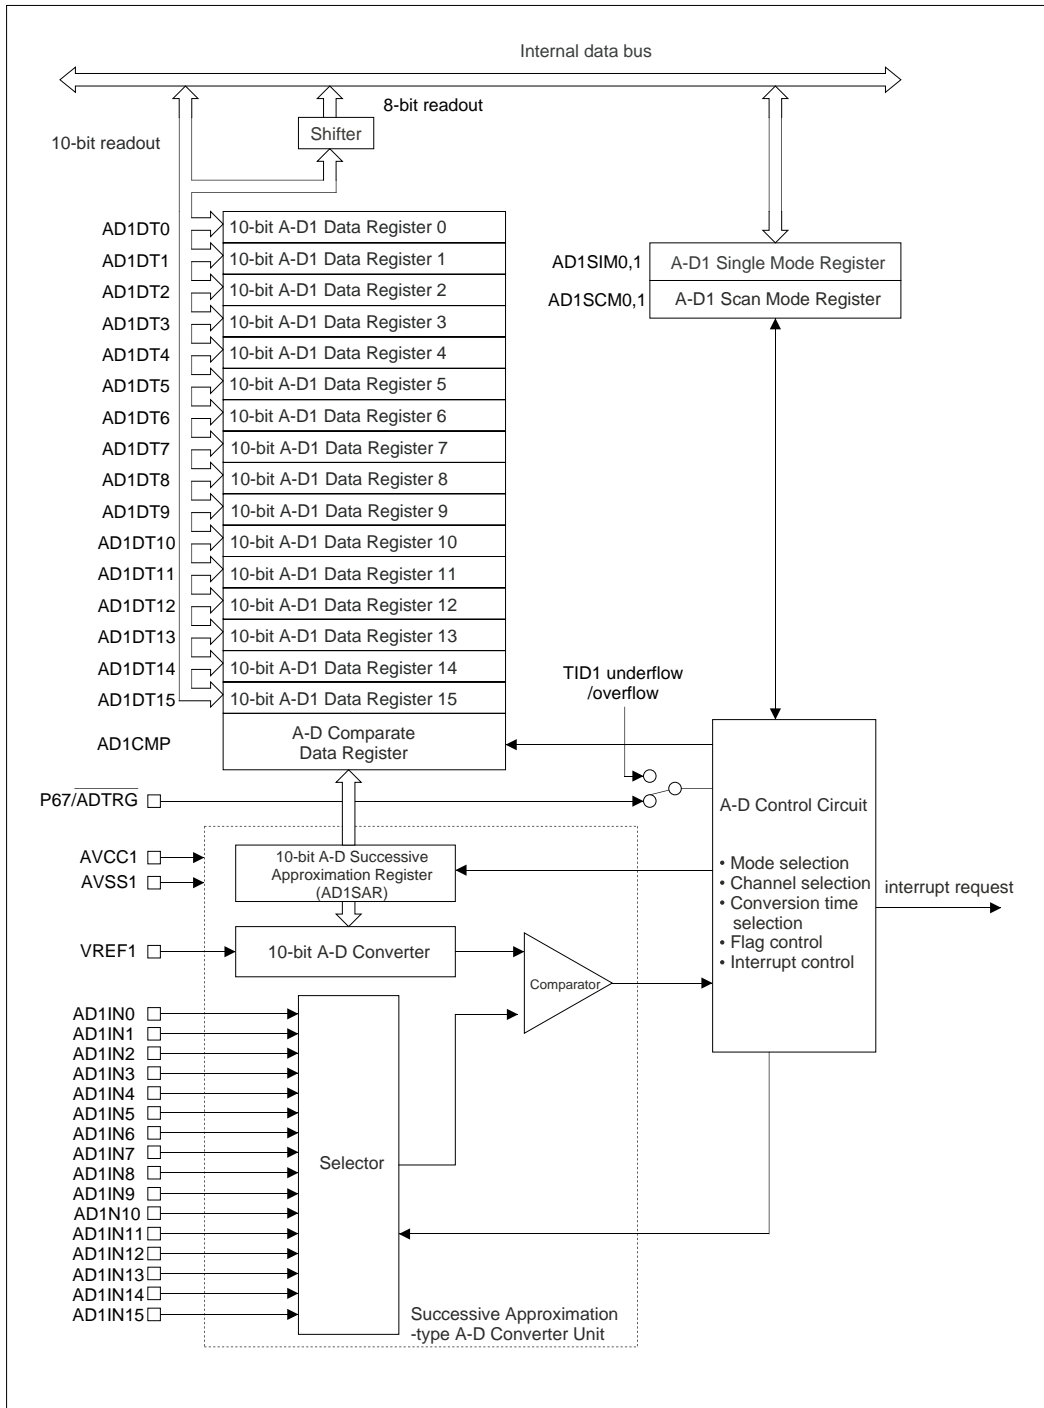 Internal data bus
8-bit readout
10-bit readout
Shifter
AD1DT0 10-bit A-D1 Data Register 0
AD1DT1 10-bit A-D1 Data Register 1
AD1DT2 10-bit A-D1 Data Register 2
AD1DT3 10-bit A-D1 Data Register 3
AD1DT4 10-bit A-D1 Data Register 4
AD1DT5 10-bit A-D1 Data Register 5
AD1DT6 10-bit A-D1 Data Register 6
AD1DT7 10-bit A-D1 Data Register 7
AD1DT8 10-bit A-D1 Data Register 8
AD1DT9 10-bit A-D1 Data Register 9
AD1DT10 10-bit A-D1 Data Register 10
AD1DT11 10-bit A-D1 Data Register 11
AD1DT12 10-bit A-D1 Data Register 12
AD1DT13 10-bit A-D1 Data Register 13
AD1DT14 10-bit A-D1 Data Register 14
AD1DT15 10-bit A-D1 Data Register 15
AD1CMP A-D Comparate
Data Register
AD1SIM0,1 A-D1 Single Mode Register
AD1SCM0,1 A-D1 Scan Mode Register
TID1 underflow
/overflow
P67/ADTRG
A-D Control Circuit
• Mode selection
• Channel selection
• Conversion time
selection
• Flag control
• Interrupt control
interrupt request
AVCC1
AVSS1
10-bit A-D Successive
Approximation Register
(AD1SAR)
VREF1
10-bit A-D Converter
Comparator
AD1IN0
AD1IN1
AD1IN2
AD1IN3
AD1IN4
AD1IN5
AD1IN6
AD1IN7
AD1IN8
AD1IN9
AD1N10
AD1IN11
AD1IN12
AD1IN13
AD1IN14
AD1IN15
Selector
Successive Approximation
-type A-D Converter Unit